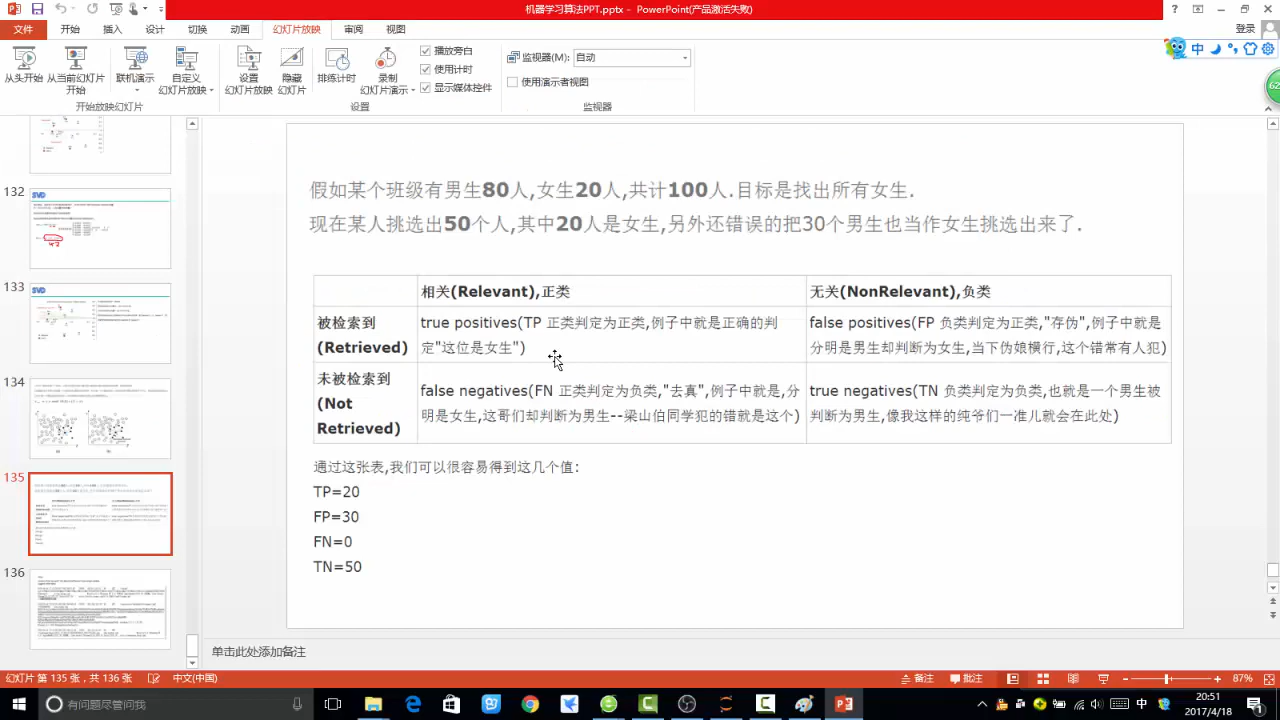 机器学习算法PPT.pptx - PowerPoint(产品激活失败)
文件 开始 插入 设计 切换 动画 幻灯片放映 审阅 视图 登录
从头开始 从当前幻灯片开始 联机演示 自定义幻灯片放映 设置幻灯片放映 隐藏幻灯片 排练计时 录制幻灯片演示
播放旁白
使用计时
显示媒体控件
监视器(M): 自动
使用演示者视图
开始放映幻灯片 设置 监视器
中
62
132
SVD
133
SVD
134
135
136
假如某个班级有男生80人,女生20人,共计100人.目标是找出所有女生.
现在某人挑选出50个人,其中20人是女生,另外还错误的把30个男生也当作女生挑选出来了.
相关(Relevant),正类 无关(NonRelevant),负类
被检索到 true positives(TP 正类判定为正类,例子中就是正确的判 false positives(FP 负类判定为正类,"存伪",例子中就是
(Retrieved) 定"这位是女生") 分明是男生却判断为女生,当下伪娘横行,这个错常有人犯)
未被检索到 false negatives(FN 正类判定为负类,"去真",例子中就是,分 true negatives(TN 负类判定为负类,也就是一个男生被
(Not 明是女生,这哥们却判断为男生--梁山伯同学犯的错就是这个) 判断为男生,像我这样的纯爷们一准儿就会在此处)
Retrieved)
通过这张表,我们可以很容易得到这几个值:
TP=20
FP=30
FN=0
TN=50
单击此处添加备注
幻灯片 第 135 张，共 136 张 中文(中国) 备注 批注 87%
有问题尽管问我 中 20:51
2017/4/18